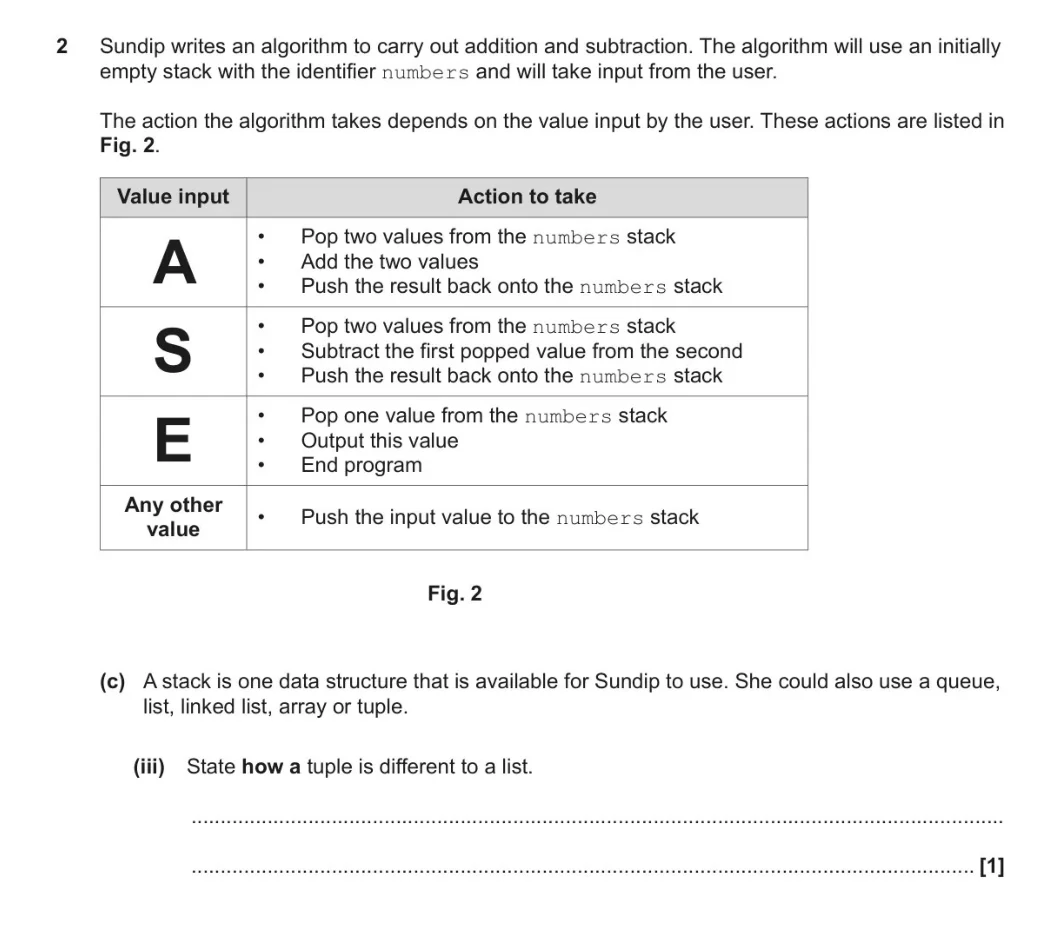 2 Sundip writes an algorithm to carry out addition and subtraction. The algorithm will use an initially
empty stack with the identifier numbers and will take input from the user.
The action the algorithm takes depends on the value input by the user. These actions are listed in
Fig. 2.
Value input Action to take
A
• Pop two values from the numbers stack
• Add the two values
• Push the result back onto the numbers stack
S
• Pop two values from the numbers stack
• Subtract the first popped value from the second
• Push the result back onto the numbers stack
E
• Pop one value from the numbers stack
• Output this value
• End program
Any other
value
• Push the input value to the numbers stack
Fig. 2
(c) A stack is one data structure that is available for Sundip to use. She could also use a queue,
list, linked list, array or tuple.
(iii) State how a tuple is different to a list.
[1]